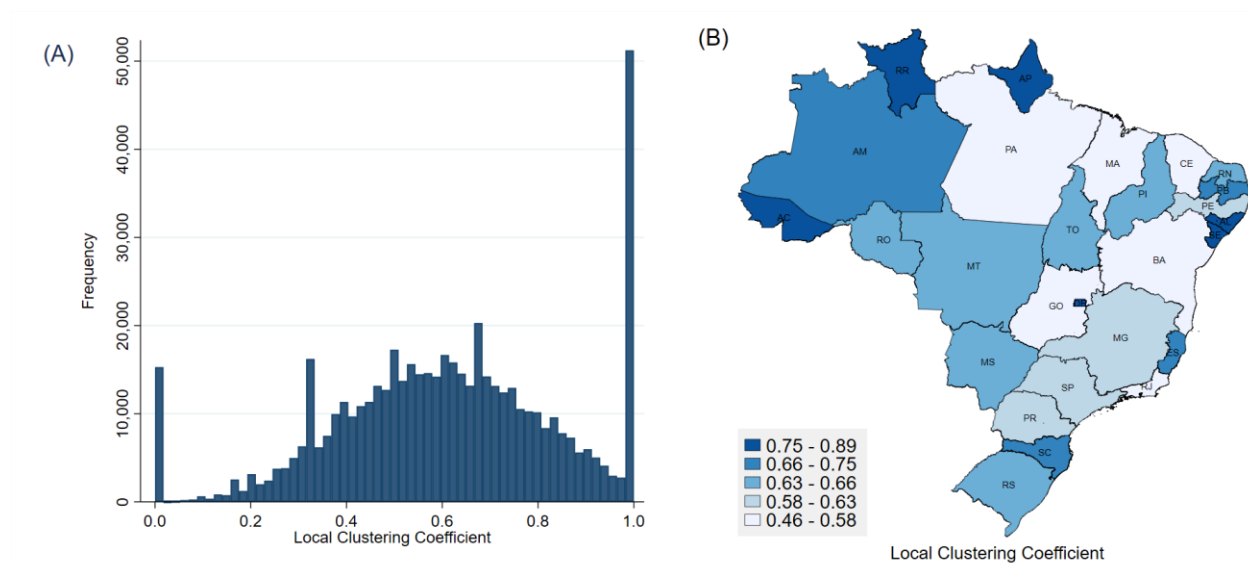 (A)
Frequency
50,000
40,000
30,000
20,000
10,000
0
0.0 0.2 0.4 0.6 0.8 1.0
Local Clustering Coefficient
(B)
RR
AP
AM
PA
MA
CE
RN
PB
PI
PE
AL
SE
AC
RO
TO
MT
BA
GO
DF
MG
ES
MS
SP
RJ
PR
SC
RS
0.75 - 0.89
0.66 - 0.75
0.63 - 0.66
0.58 - 0.63
0.46 - 0.58
Local Clustering Coefficient